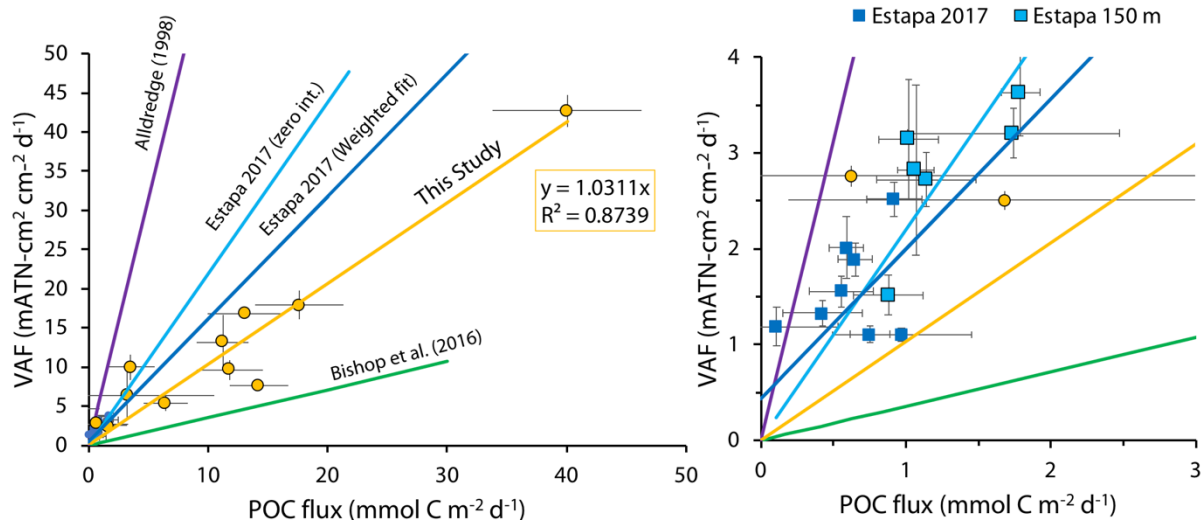 Estapa 2017
Estapa 150 m
VAF (mATN-cm² cm⁻² d⁻¹)
50
45
40
35
30
25
20
15
10
5
0
Alldredge (1998)
Estapa 2017 (zero int.)
Estapa 2017 (Weighted fit)
This Study
y = 1.0311x
R² = 0.8739
Bishop et al. (2016)
0
10
20
30
40
50
POC flux (mmol C m⁻² d⁻¹)
VAF (mATN-cm² cm⁻² d⁻¹)
4
3
2
1
0
0
1
2
3
POC flux (mmol C m⁻² d⁻¹)